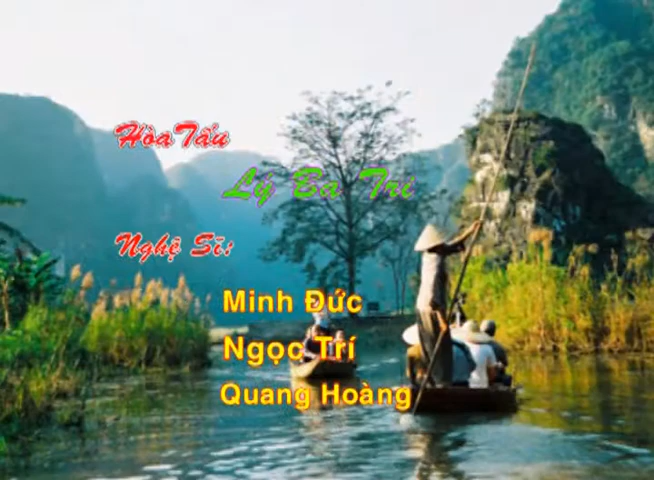 Hòa Tấu
Lý Ba Tri
Nghệ Sĩ:
Minh Đức
Ngọc Trí
Quang Hoàng